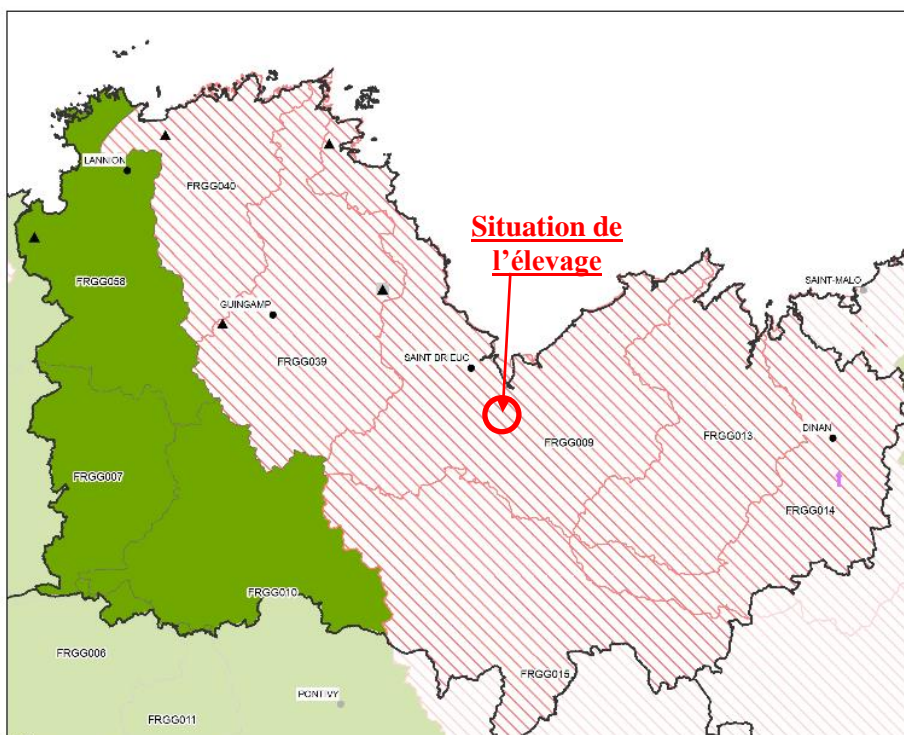 LANNION
FRGG040
Situation de
l'élevage
SAINT-MALO
FRGG058
GUINGAMP
SAINT BRIEUC
FRGG039
FRGG009
FRGG013
DINAN
FRGG007
FRGG014
FRGG010
FRGG006
FRGG015
PONTIVY
FRGG011